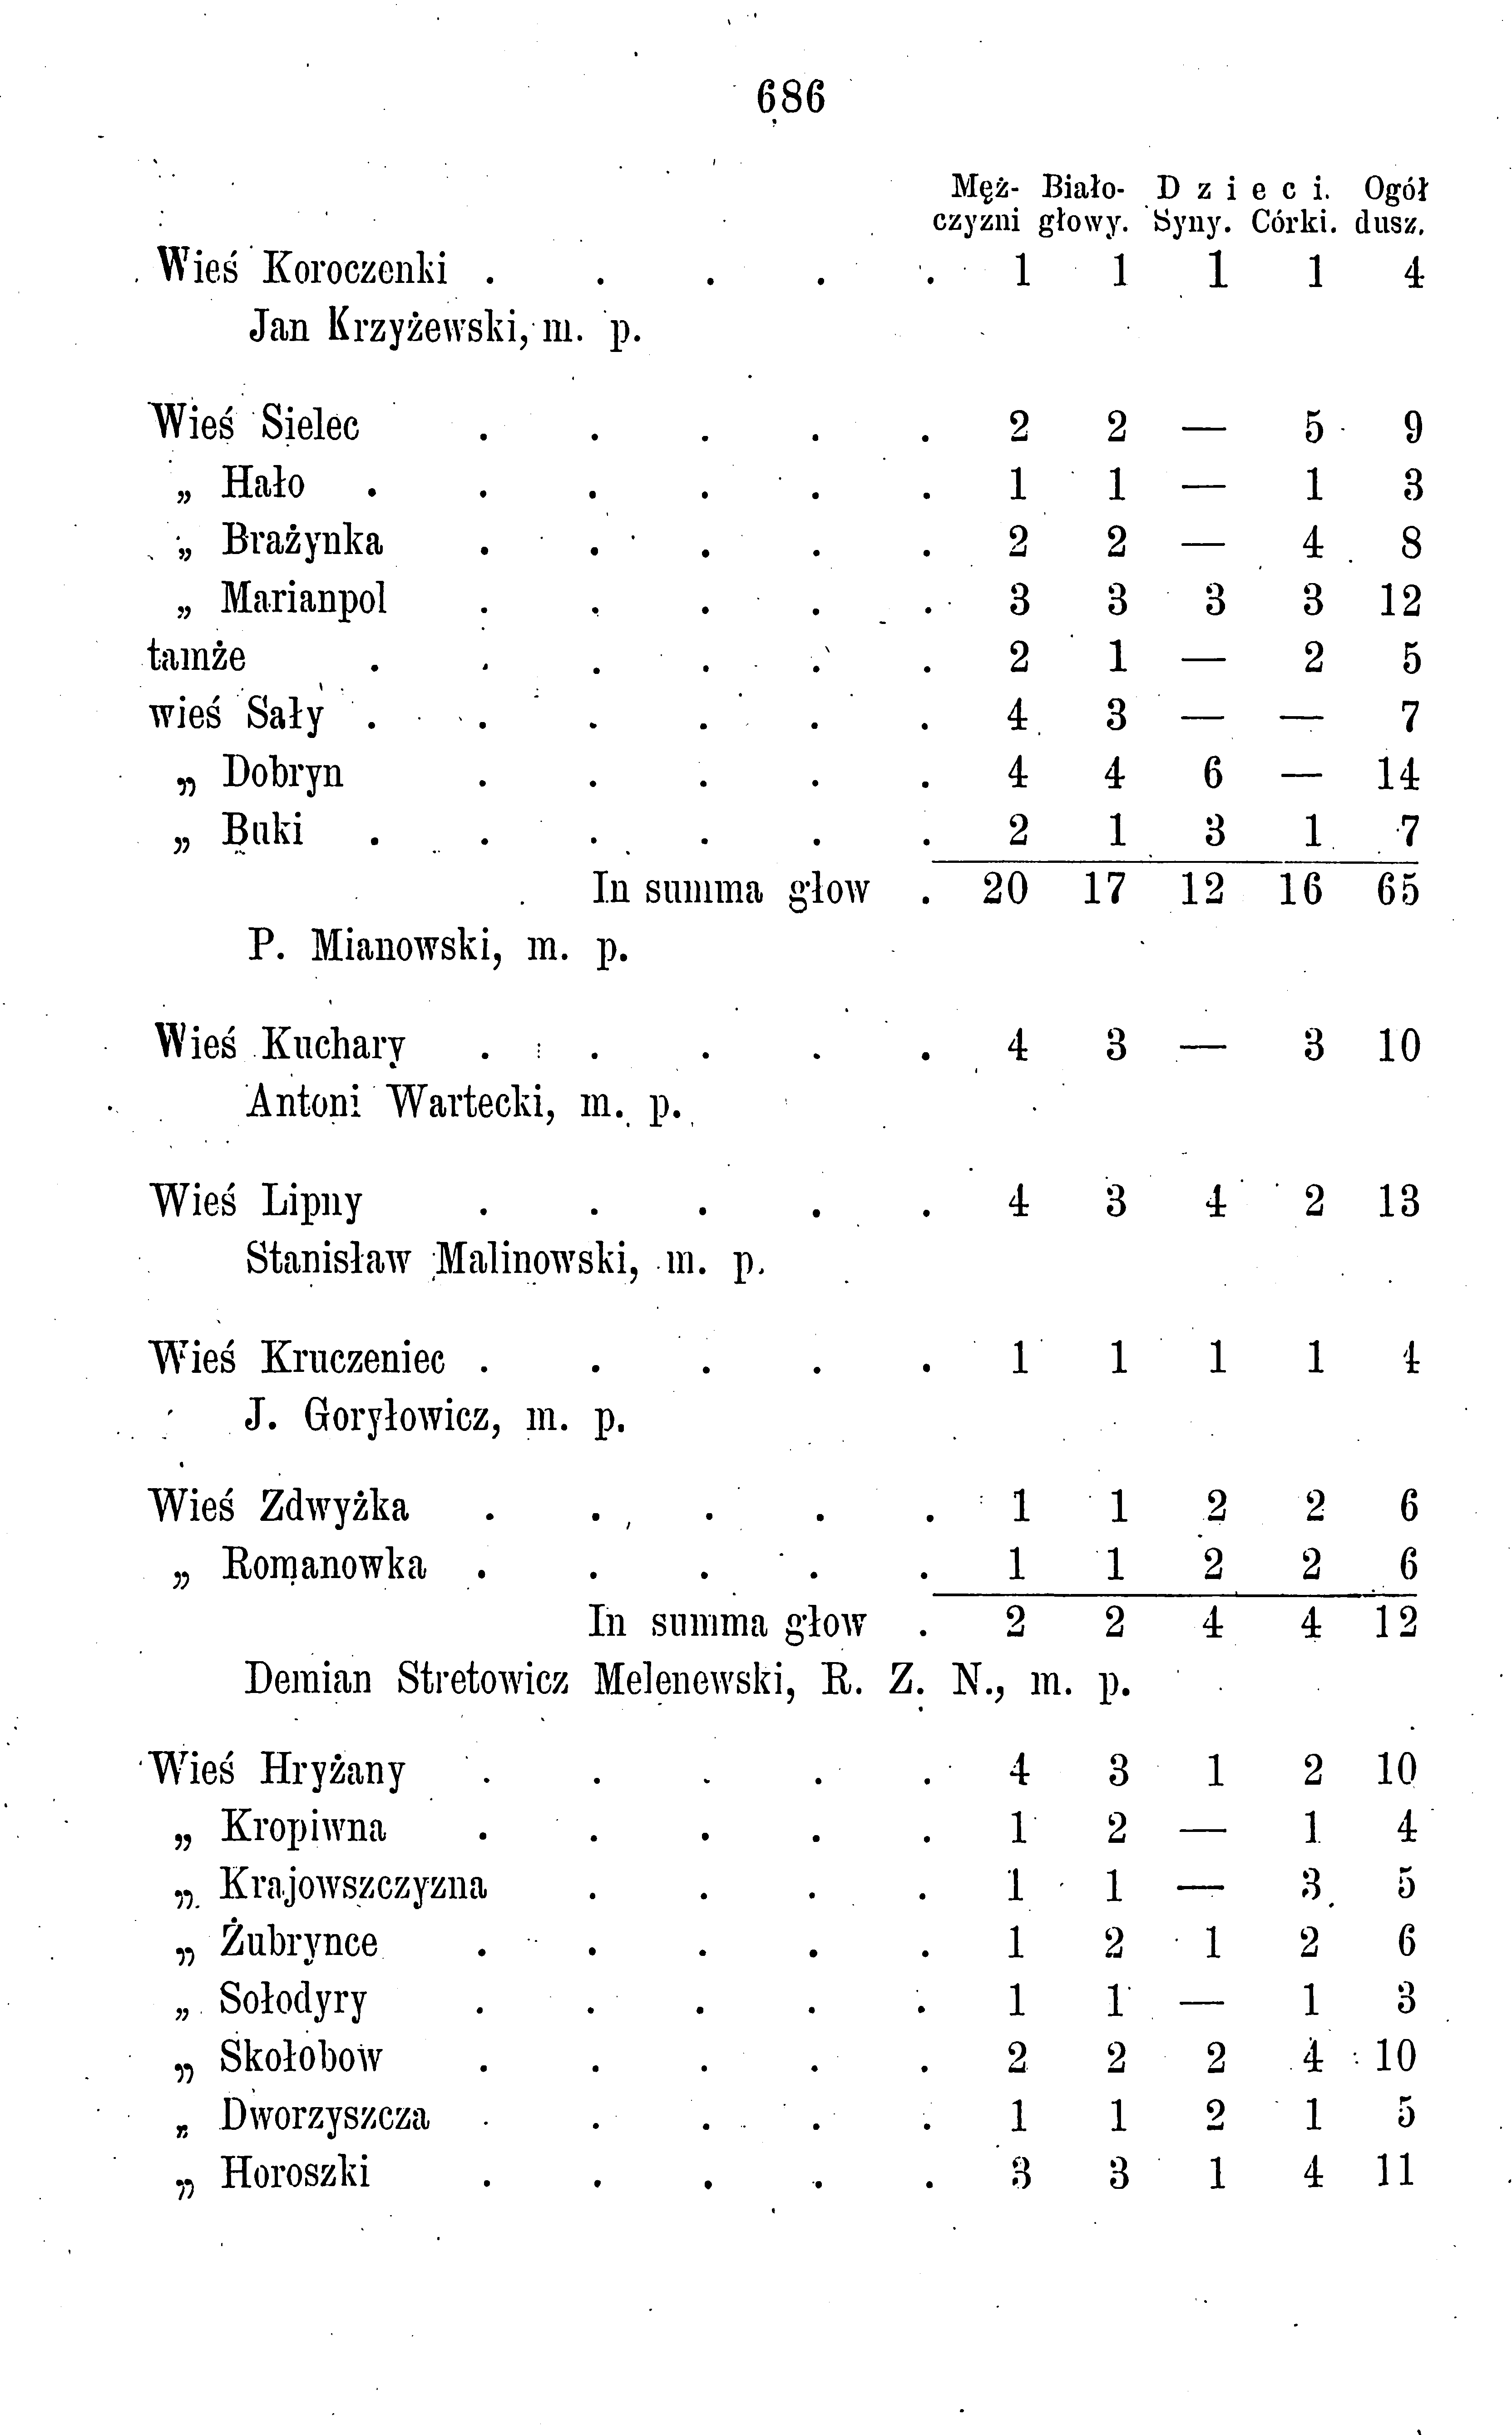 686
Męż- Biało- D z i e c i. Ogół
czyzni głowy. Syny. Córki. dusz.
Wieś Koroczenki . . . . . 1 1 1 1 4
Jan Krzyżewski, m. p.
Wieś Sielec . . . . . 2 2 — 5 9
„ Hało . . . . . . 1 1 — 1 3
„ Brażynka . . . . . 2 2 — 4 8
„ Marianpol . . . . . 3 3 3 3 12
tamże . . . . . . 2 1 — 2 5
wieś Sały . . . . . . 4 3 — — 7
„ Dobryn . . . . . 4 4 6 — 14
„ Buki . . . . . . 2 1 3 1 7
In summa głow . 20 17 12 16 65
P. Mianowski, m. p.
Wieś Kuchary . . . . . 4 3 — 3 10
Antoni Wartecki, m. p.
Wieś Lipny . . . . . 4 3 4 2 13
Stanisław Malinowski, m. p.
Wieś Kruczeniec . . . . . 1 1 1 1 4
J. Goryłowicz, m. p.
Wieś Zdwyżka . . . . . 1 1 2 2 6
„ Romanowka . . . . . 1 1 2 2 6
In summa głow . 2 2 4 4 12
Demian Stretowicz Melenewski, R. Z. N., m. p.
Wieś Hryżany . . . . . 4 3 1 2 10
„ Kropiwna . . . . . 1 2 — 1 4
„ Krajowszczyzna . . . . 1 1 — 3 5
„ Żubrynce . . . . . 1 2 1 2 6
„ Sołodyry . . . . . 1 1 — 1 3
„ Skołobow . . . . . 2 2 2 4 10
„ Dworzyszcza . . . . . 1 1 2 1 5
„ Horoszki . . . . . 3 3 1 4 11